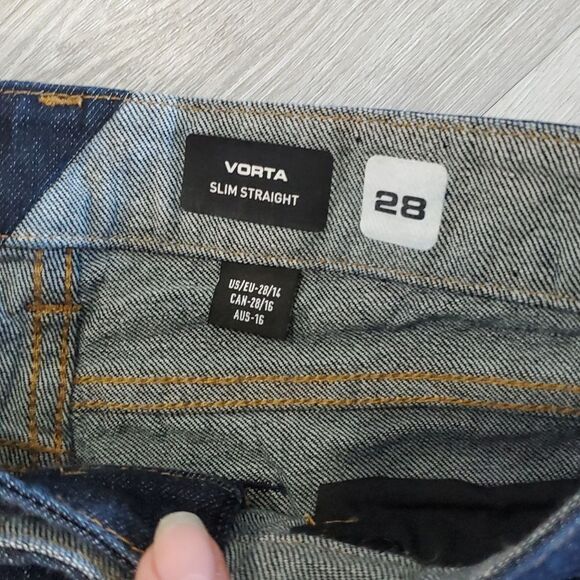 VORTA
SLIM STRAIGHT
28
US/EU-28/14
CAN-28/16
AUS-16